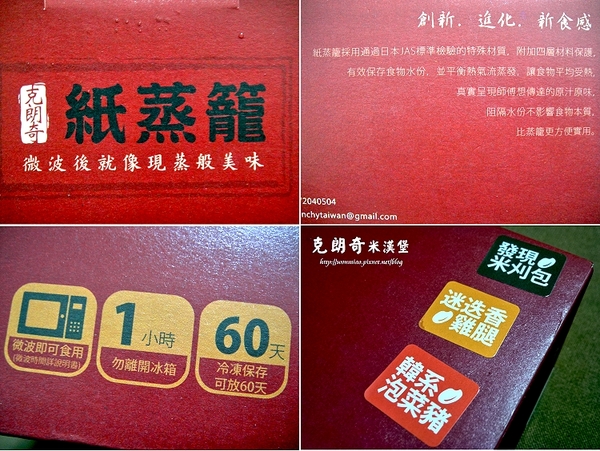 克朗奇
紙蒸籠
微波後就像現蒸般美味
創新．進化．新食感
紙蒸籠採用通過日本JAS標準檢驗的特殊材質，附加四層材料保護，
有效保存食物水份，並平衡熱氣流蒸發，讓食物平均受熱，
真實呈現師傅想傳達的原汁原味，
阻隔水份不影響食物本質，
比蒸籠更方便實用。
2040504
nchytaiwan@gmail.com
微波即可食用
(微波時間詳說明書)
1小時
勿離開冰箱
60天
冷凍保存
可放60天
克朗奇米漢堡
http://uomuiao.pixnet.net/blog
發現
米刈包
迷迭香
雞腿
韓系
泡菜豬